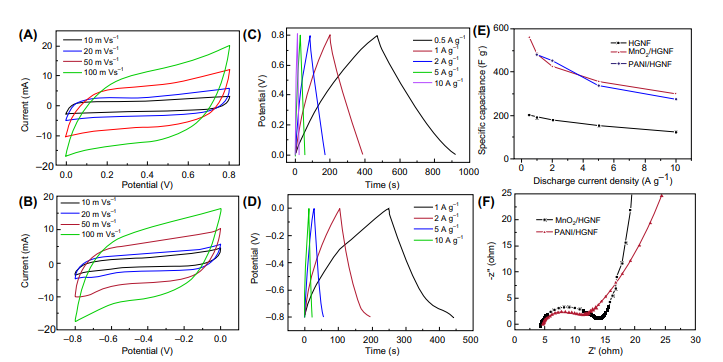 (A)
10 m Vs⁻¹
20 m Vs⁻¹
50 m Vs⁻¹
100 m Vs⁻¹
Current (mA)
20
10
0
−10
−20
0.0 0.2 0.4 0.6 0.8
Potential (V)
(C)
0.5 A g⁻¹
1 A g⁻¹
2 A g⁻¹
5 A g⁻¹
10 A g⁻¹
Potential (V)
0.8
0.6
0.4
0.2
0.0
0 200 400 600 800 1000
Time (s)
(E)
HGNF
MnO₂/HGNF
PANI/HGNF
Specific capacitance (F g⁻)
600
400
200
0
0 2 4 6 8 10
Discharge current density (A g⁻¹)
(B)
10 m Vs⁻¹
20 m Vs⁻¹
50 m Vs⁻¹
100 m Vs⁻¹
Current (mA)
20
10
0
−10
−20
−0.8 −0.6 −0.4 −0.2 0.0
Potential (V)
(D)
1 A g⁻¹
2 A g⁻¹
5 A g⁻¹
10 A g⁻¹
Potential (V)
0.0
−0.2
−0.4
−0.6
−0.8
0 100 200 300 400 500
Time (s)
(F)
MnO₂/HGNF
PANI/HGNF
-Z" (ohm)
25
20
15
10
5
0
0 5 10 15 20 25 30
Z' (ohm)